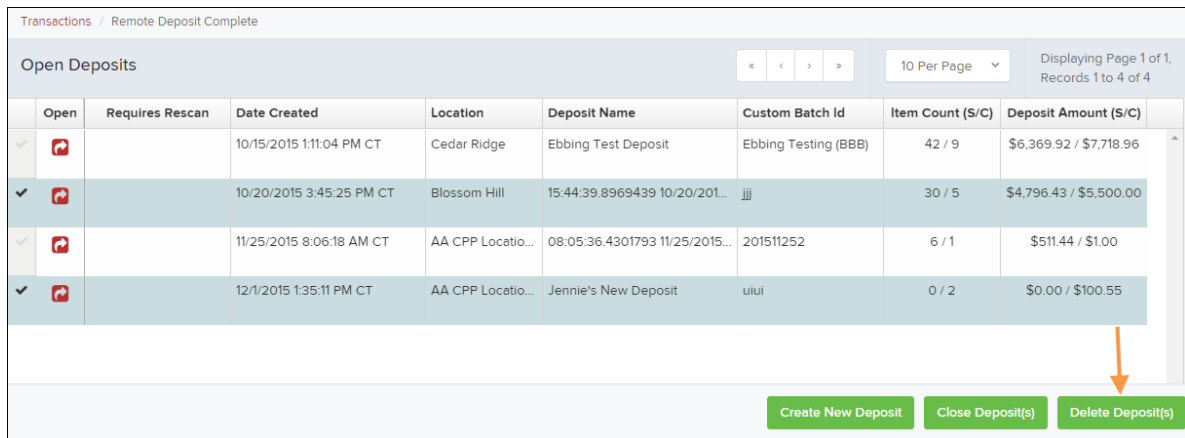 Transactions / Remote Deposit Complete
Open Deposits
« ‹ › »
10 Per Page
Displaying Page 1 of 1,
Records 1 to 4 of 4
Open Requires Rescan Date Created Location Deposit Name Custom Batch Id Item Count (S/C) Deposit Amount (S/C)
10/15/2015 1:11:04 PM CT Cedar Ridge Ebbing Test Deposit Ebbing Testing (BBB) 42 / 9 $6,369.92 / $7,718.96
10/20/2015 3:45:25 PM CT Blossom Hill 15:44:39.8969439 10/20/201... jjj 30 / 5 $4,796.43 / $5,500.00
11/25/2015 8:06:18 AM CT AA CPP Locatio... 08:05:36.4301793 11/25/2015... 201511252 6 / 1 $511.44 / $1.00
12/1/2015 1:35:11 PM CT AA CPP Locatio... Jennie's New Deposit uiui 0 / 2 $0.00 / $100.55
Create New Deposit Close Deposit(s) Delete Deposit(s)